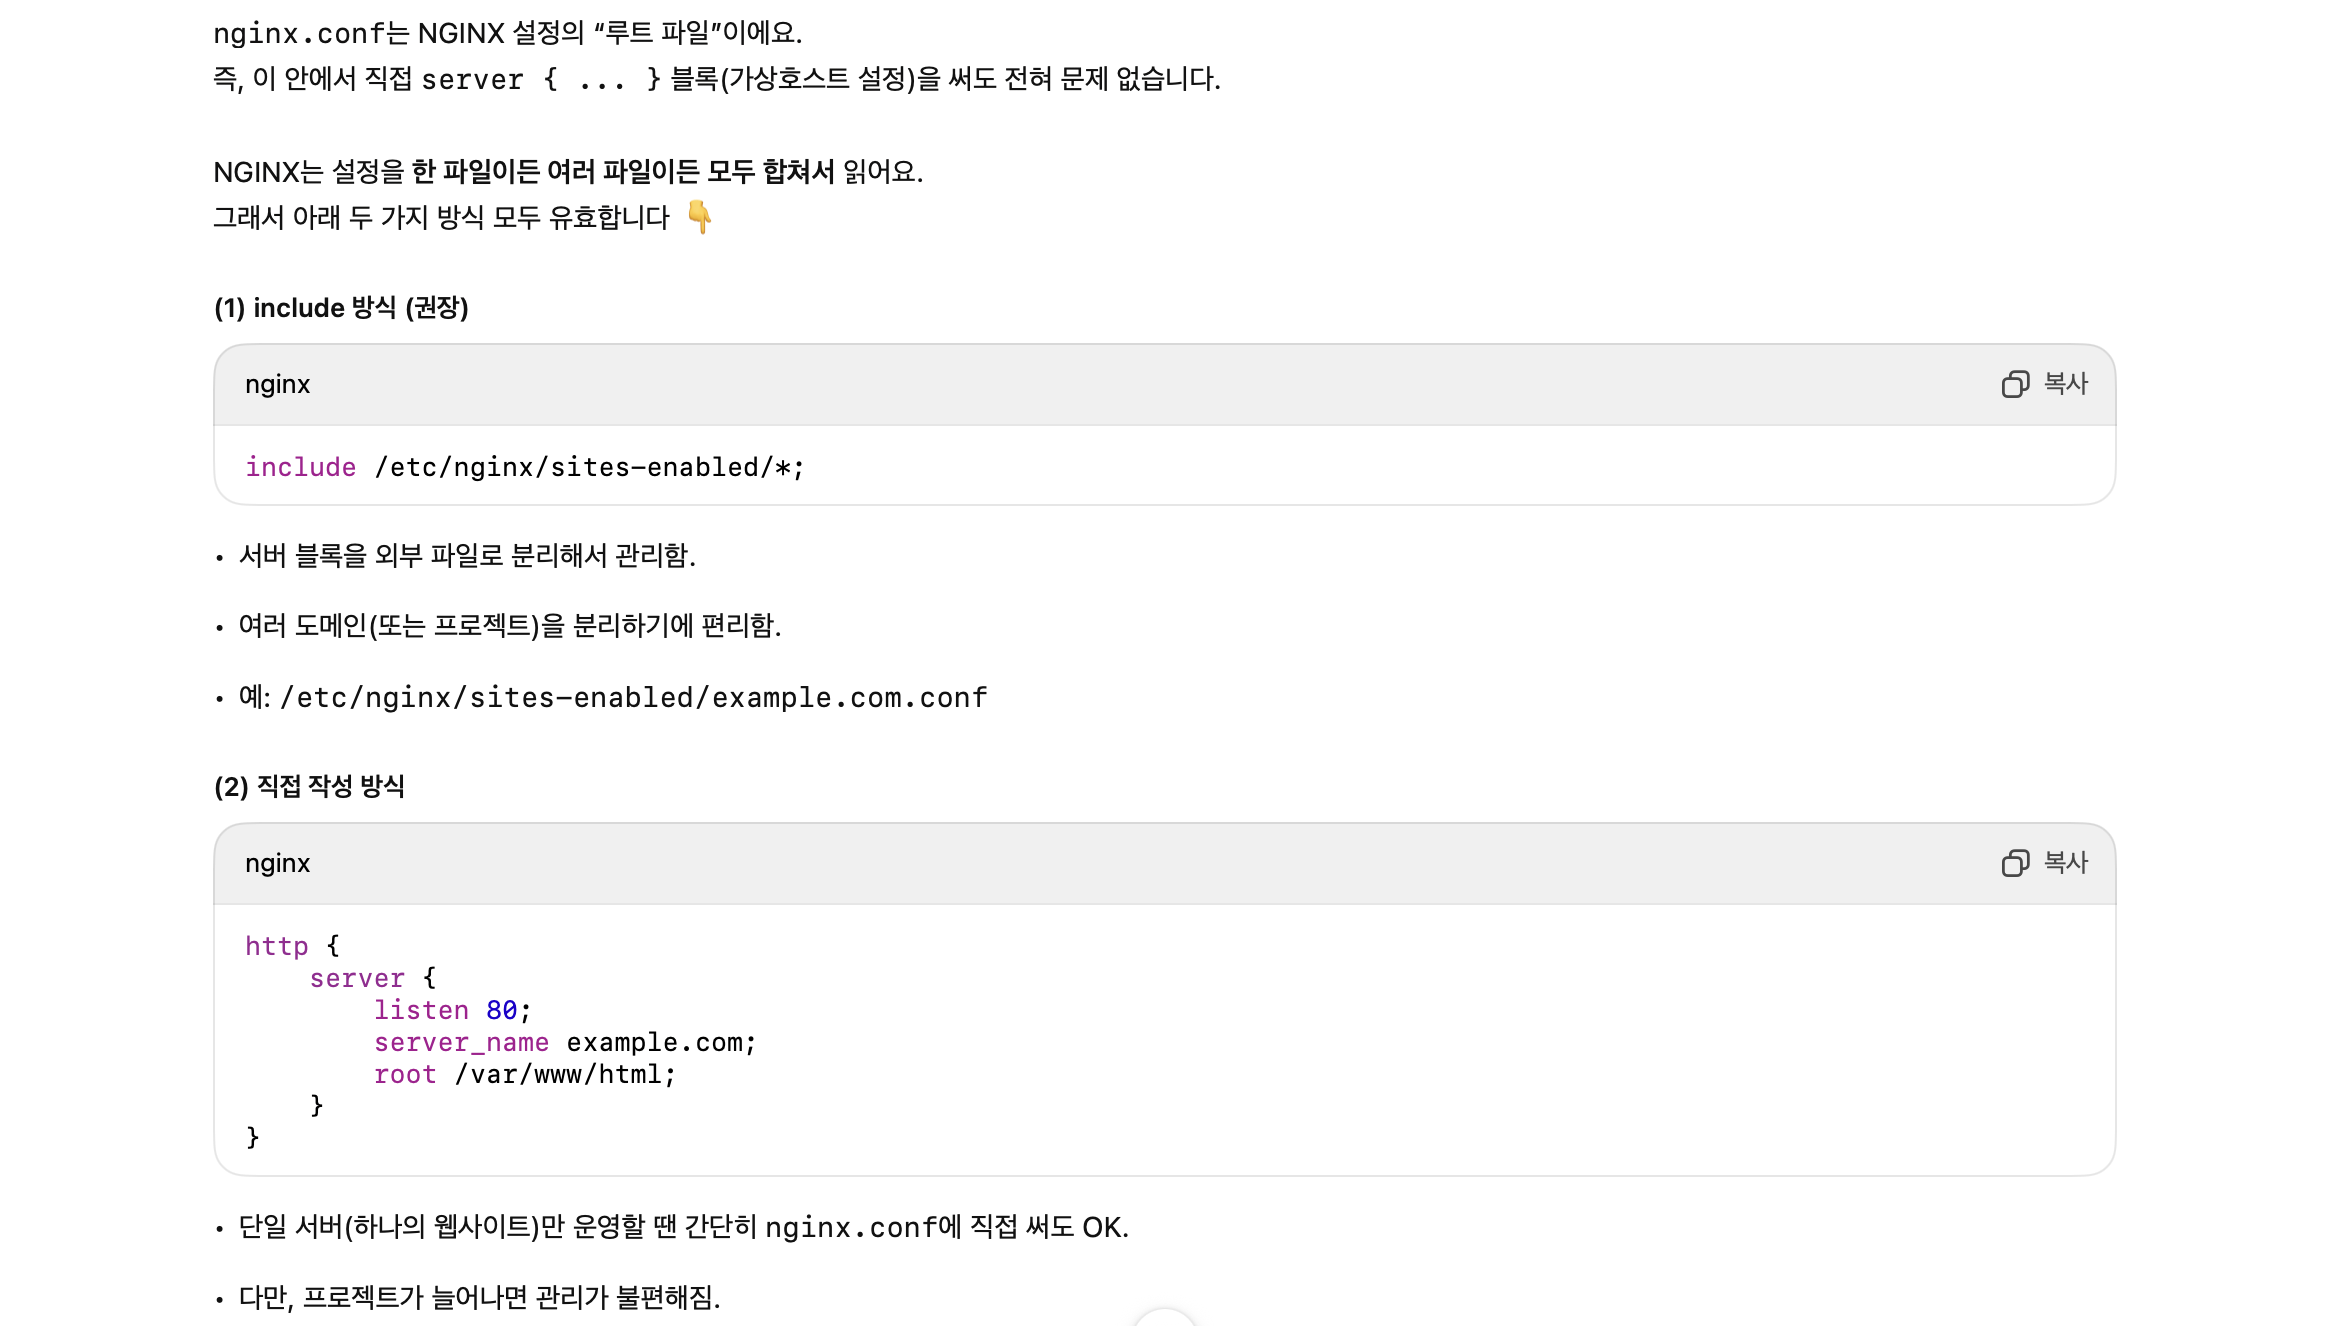 nginx.conf는 NGINX 설정의 “루트 파일”이에요.
즉, 이 안에서 직접 server { ... } 블록(가상호스트 설정)을 써도 전혀 문제 없습니다.
NGINX는 설정을 한 파일이든 여러 파일이든 모두 합쳐서 읽어요.
그래서 아래 두 가지 방식 모두 유효합니다 👇
(1) include 방식 (권장)
nginx 복사
include /etc/nginx/sites-enabled/*;
• 서버 블록을 외부 파일로 분리해서 관리함.
• 여러 도메인(또는 프로젝트)을 분리하기에 편리함.
• 예: /etc/nginx/sites-enabled/example.com.conf
(2) 직접 작성 방식
nginx 복사
http {
    server {
        listen 80;
        server_name example.com;
        root /var/www/html;
    }
}
• 단일 서버(하나의 웹사이트)만 운영할 땐 간단히 nginx.conf에 직접 써도 OK.
• 다만, 프로젝트가 늘어나면 관리가 불편해짐.